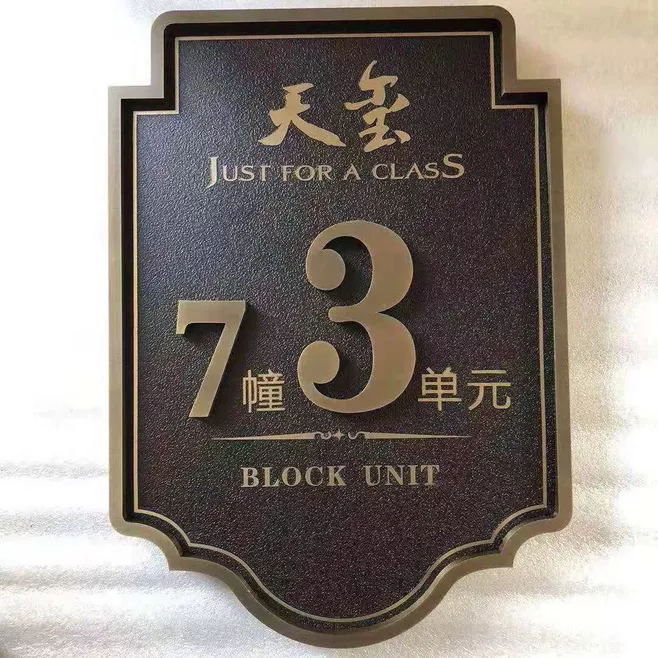 天玺
JUST FOR A CLASS
7幢3单元
BLOCK UNIT